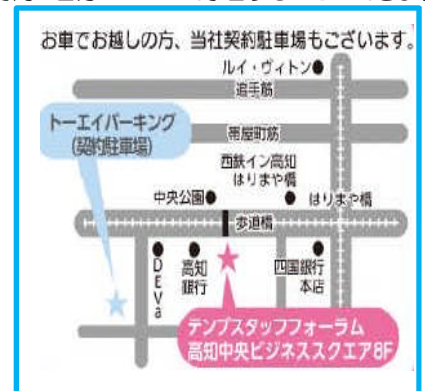 お車でお越しの方、当社契約駐車場もございます。
ルイ・ヴィトン●
追手筋
トーエイパーキング
(契約駐車場)
帯屋町筋
西鉄イン高知
はりまや橋
中央公園●
はりまや橋
歩道橋
DEVa
高知
銀行
四国銀行
本店
テンプスタッフフォーラム
高知中央ビジネススクエア8F